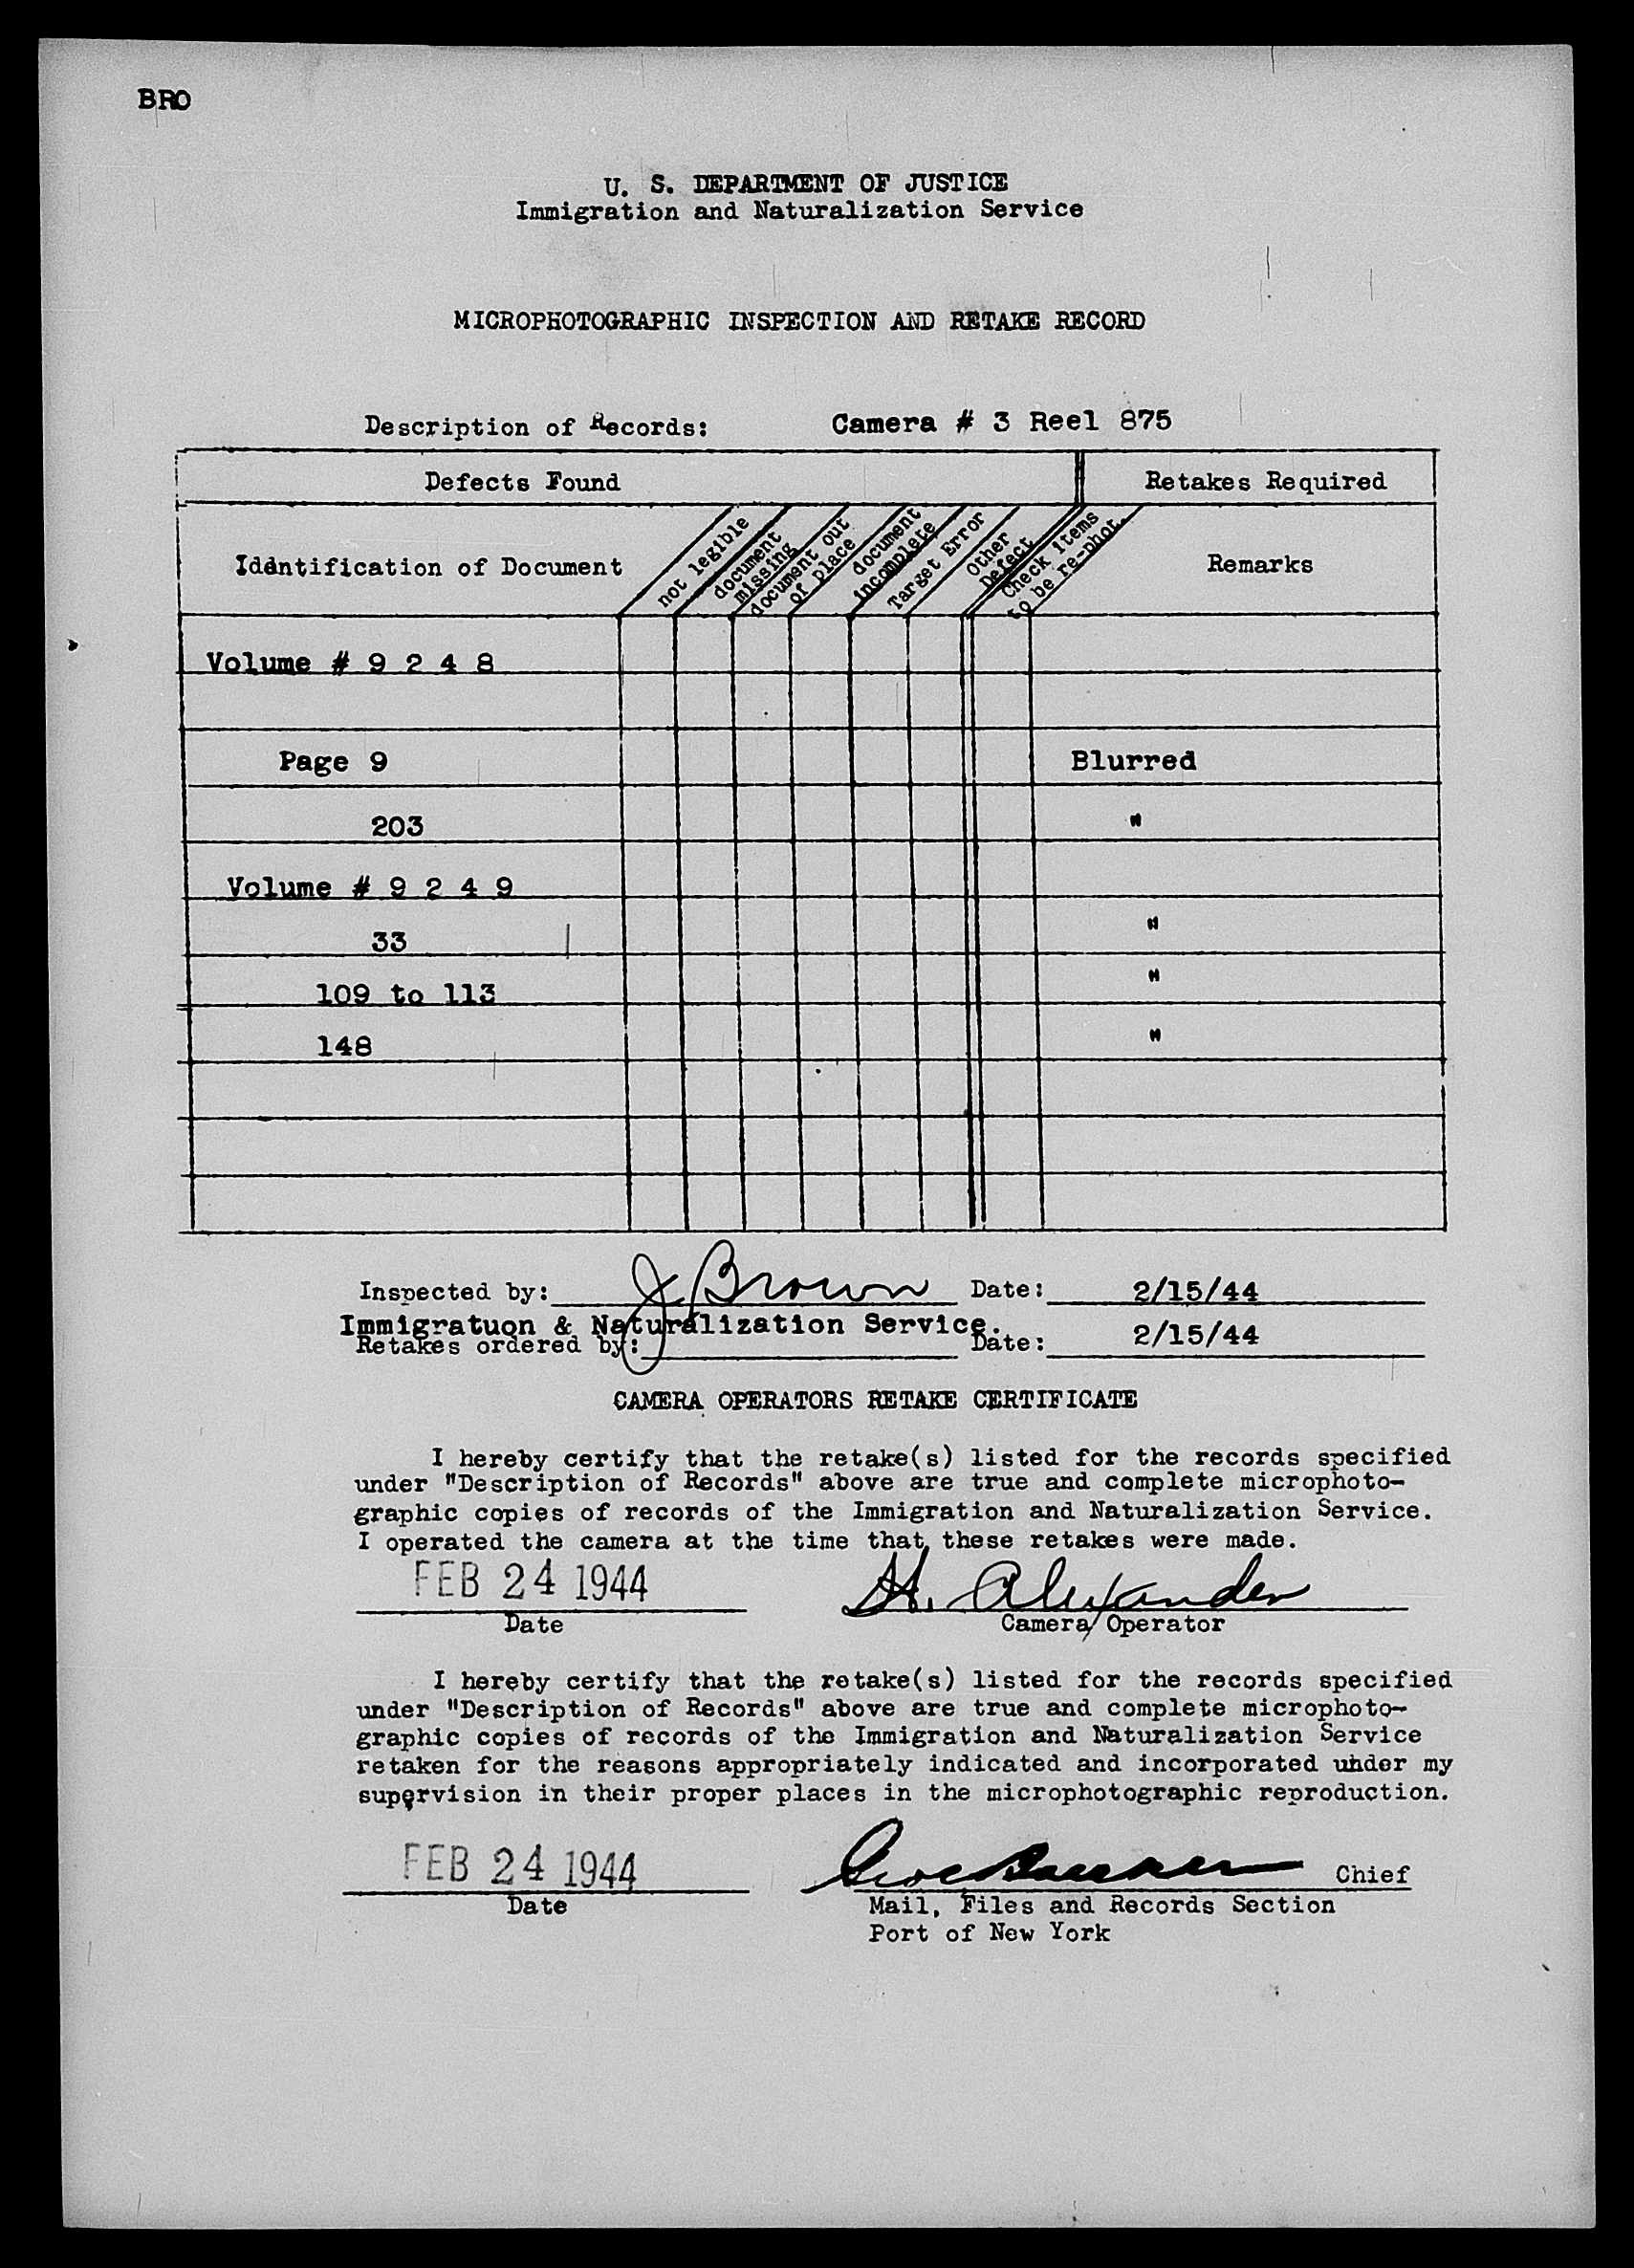 BRO
U. S. DEPARTMENT OF JUSTICE
Immigration and Naturalization Service
MICROPHOTOGRAPHIC INSPECTION AND RETAKE RECORD
Description of Records: Camera # 3 Reel 875
Defects Found Retakes Required
Identification of Document
not legible
document
missing
document out
of place
document
incomplete
Target Error
Other
Defect
Check items
to be re-phot.
Remarks
Volume # 9 2 4 8
Page 9 Blurred
203 "
Volume # 9 2 4 9
33 "
109 to 113 "
148 "
Inspected by: J Brown Date: 2/15/44
Immigratuon & Naturalization Service.
Retakes ordered by: Date: 2/15/44
CAMERA OPERATORS RETAKE CERTIFICATE
I hereby certify that the retake(s) listed for the records specified
under "Description of Records" above are true and complete microphoto-
graphic copies of records of the Immigration and Naturalization Service.
I operated the camera at the time that these retakes were made.
FEB 24 1944 H. Alexander
Date Camera Operator
I hereby certify that the retake(s) listed for the records specified
under "Description of Records" above are true and complete microphoto-
graphic copies of records of the Immigration and Naturalization Service
retaken for the reasons appropriately indicated and incorporated under my
supervision in their proper places in the microphotographic reproduction.
FEB 24 1944 Chief
Date Mail, Files and Records Section
Port of New York